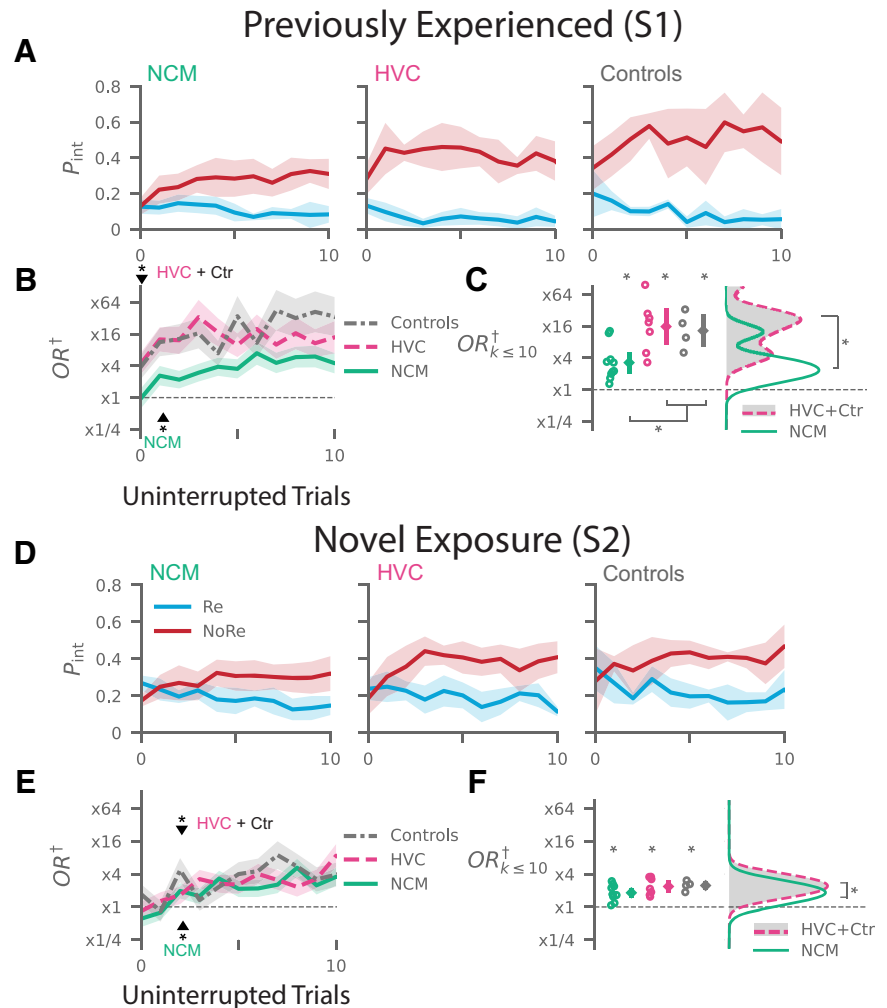 Previously Experienced (S1)
A
NCM
HVC
Controls
0.8
0.6
0.4
0.2
0
P_int
0
10
0
10
0
10
B
* HVC + Ctr
x64
x16
x4
x1
x1/4
OR†
Controls
HVC
NCM
*
NCM
10
Uninterrupted Trials
C
OR†k≤10
x64
x16
x4
x1
x1/4
* * *
*
*
HVC+Ctr
NCM
Novel Exposure (S2)
D
NCM
HVC
Controls
0.8
0.6
0.4
0.2
0
P_int
Re
NoRe
0
10
0
10
0
10
E
x64
x16
x4
x1
x1/4
OR†
* HVC + Ctr
Controls
HVC
NCM
*
NCM
0
10
Uninterrupted Trials
F
OR†k≤10
x64
x16
x4
x1
x1/4
* * *
*
HVC+Ctr
NCM